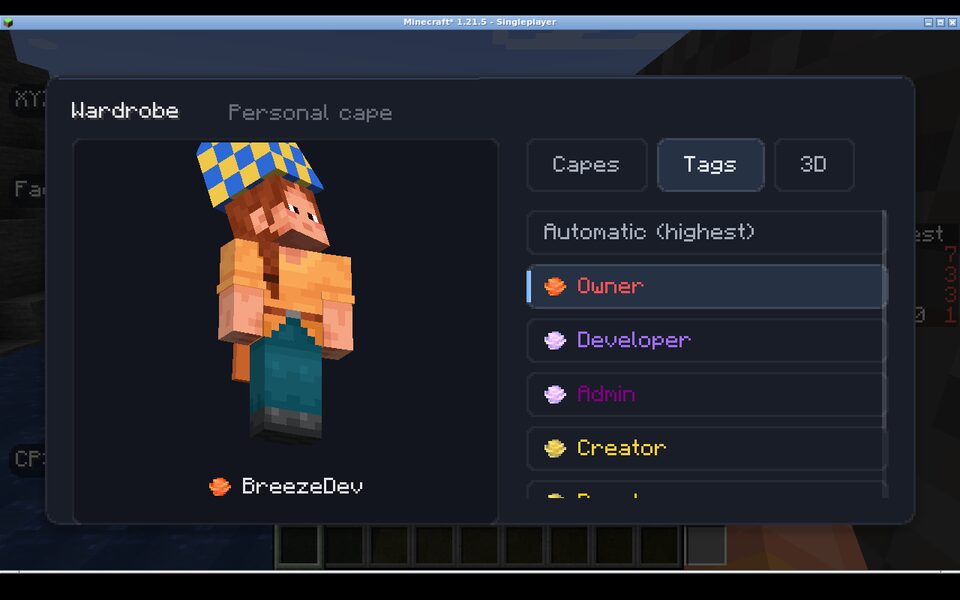 Minecraft* 1.21.5 - Singleplayer
Wardrobe
Personal cape
Capes
Tags
3D
Automatic (highest)
Owner
Developer
Admin
Creator
BreezeDev